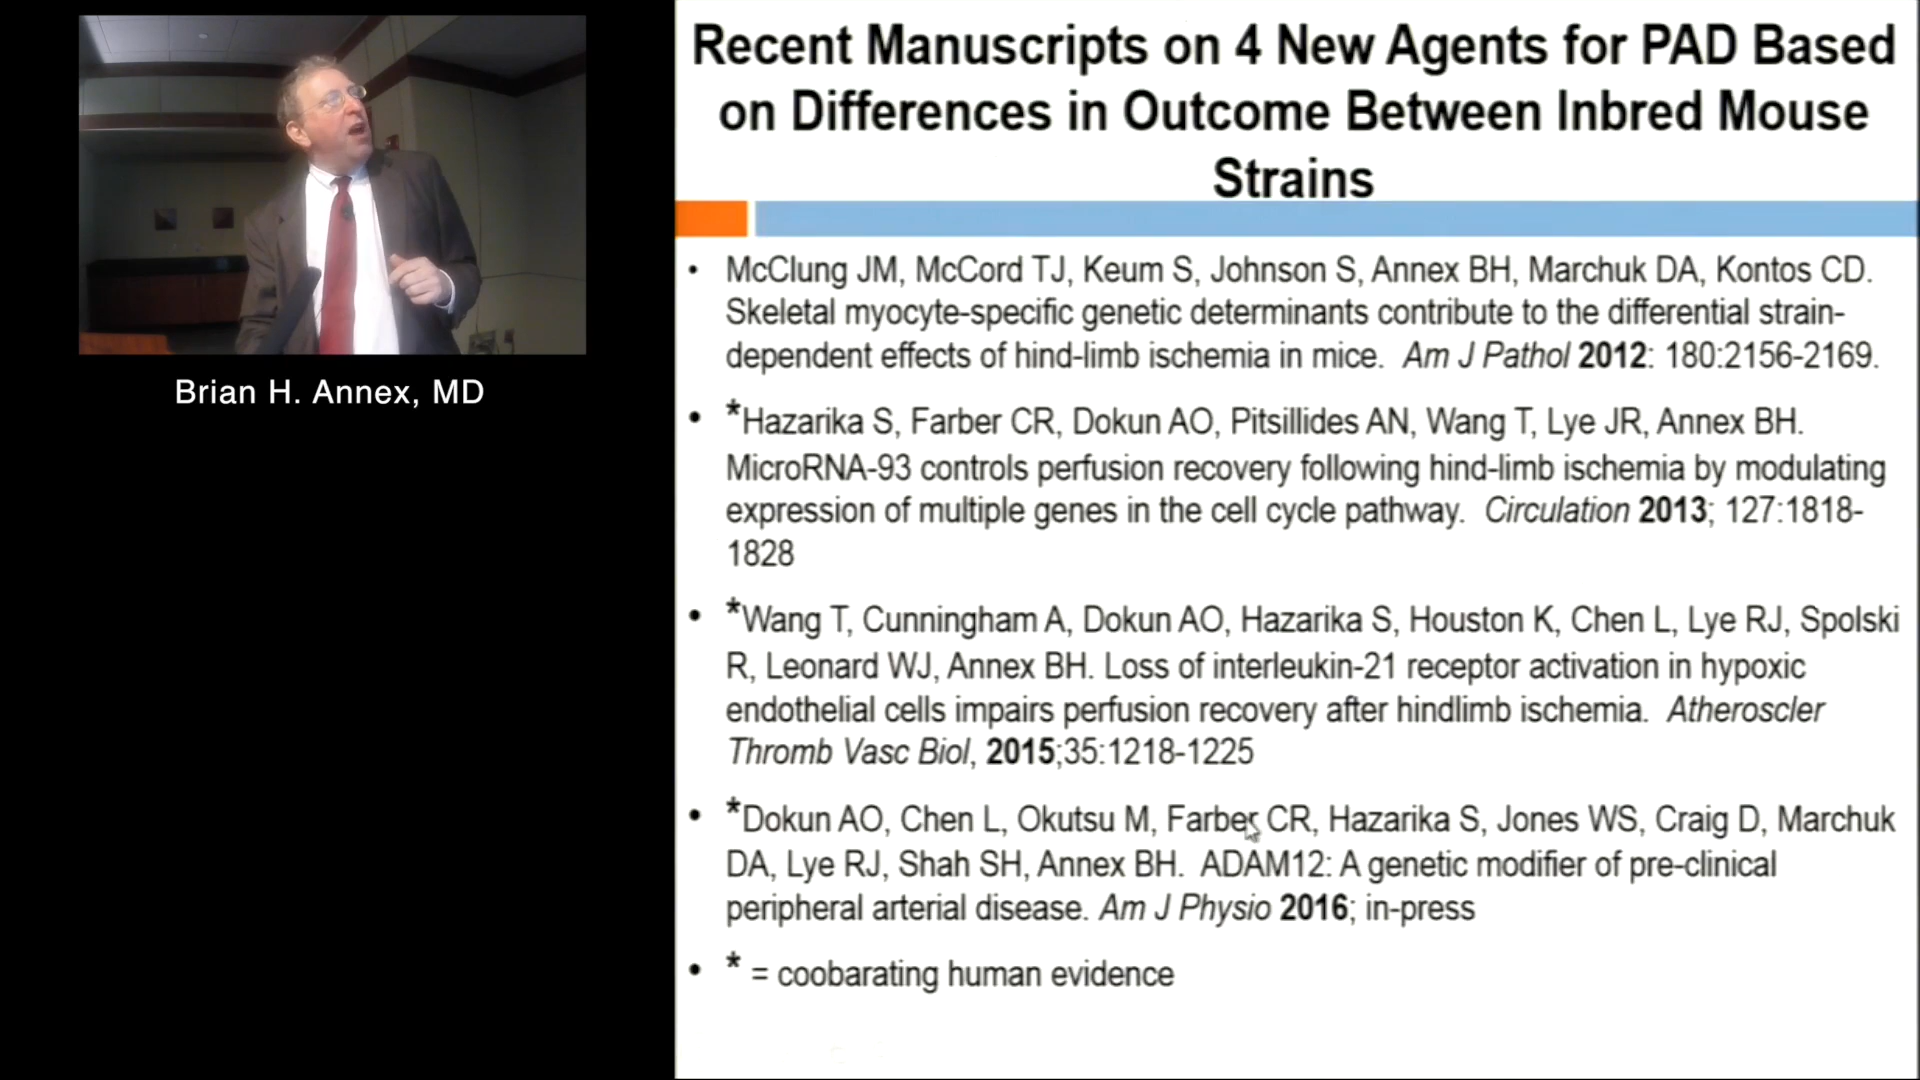 Recent Manuscripts on 4 New Agents for PAD Based
on Differences in Outcome Between Inbred Mouse
Strains
• McClung JM, McCord TJ, Keum S, Johnson S, Annex BH, Marchuk DA, Kontos CD.
Skeletal myocyte-specific genetic determinants contribute to the differential strain-
dependent effects of hind-limb ischemia in mice. Am J Pathol 2012: 180:2156-2169.
• *Hazarika S, Farber CR, Dokun AO, Pitsillides AN, Wang T, Lye JR, Annex BH.
MicroRNA-93 controls perfusion recovery following hind-limb ischemia by modulating
expression of multiple genes in the cell cycle pathway. Circulation 2013; 127:1818-
1828
• *Wang T, Cunningham A, Dokun AO, Hazarika S, Houston K, Chen L, Lye RJ, Spolski
R, Leonard WJ, Annex BH. Loss of interleukin-21 receptor activation in hypoxic
endothelial cells impairs perfusion recovery after hindlimb ischemia. Atheroscler
Thromb Vasc Biol, 2015;35:1218-1225
• *Dokun AO, Chen L, Okutsu M, Farber CR, Hazarika S, Jones WS, Craig D, Marchuk
DA, Lye RJ, Shah SH, Annex BH. ADAM12: A genetic modifier of pre-clinical
peripheral arterial disease. Am J Physio 2016; in-press
• * = coobarating human evidence
Brian H. Annex, MD